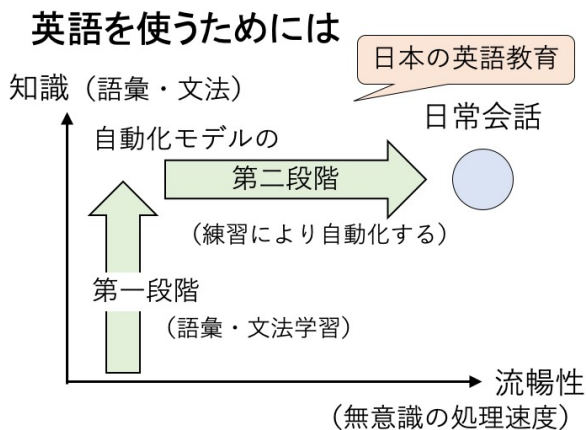 英語を使うためには
日本の英語教育
知識（語彙・文法）
日常会話
自動化モデルの
第二段階
（練習により自動化する）
第一段階
（語彙・文法学習）
流暢性
（無意識の処理速度）